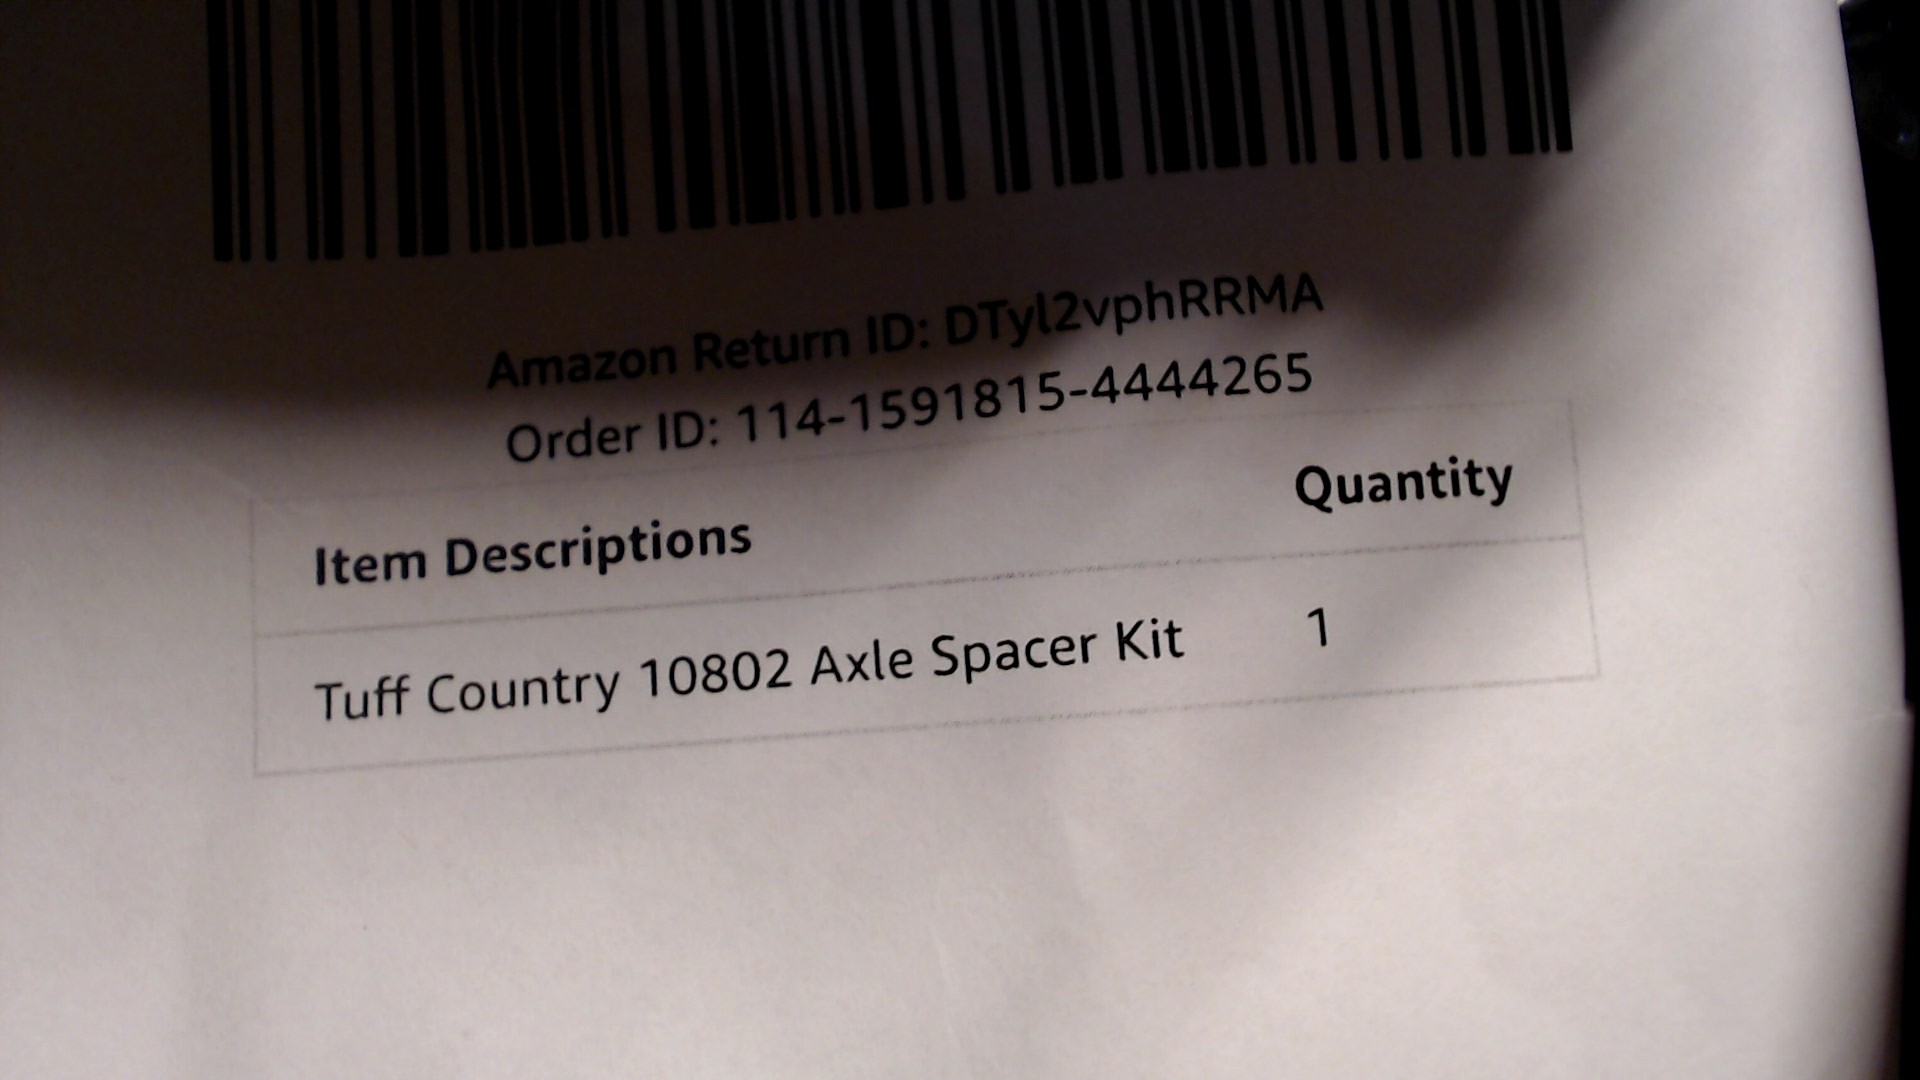 Amazon Return ID: DTyl2vphRRMA
Order ID: 114-1591815-4444265
Item Descriptions Quantity
Tuff Country 10802 Axle Spacer Kit 1